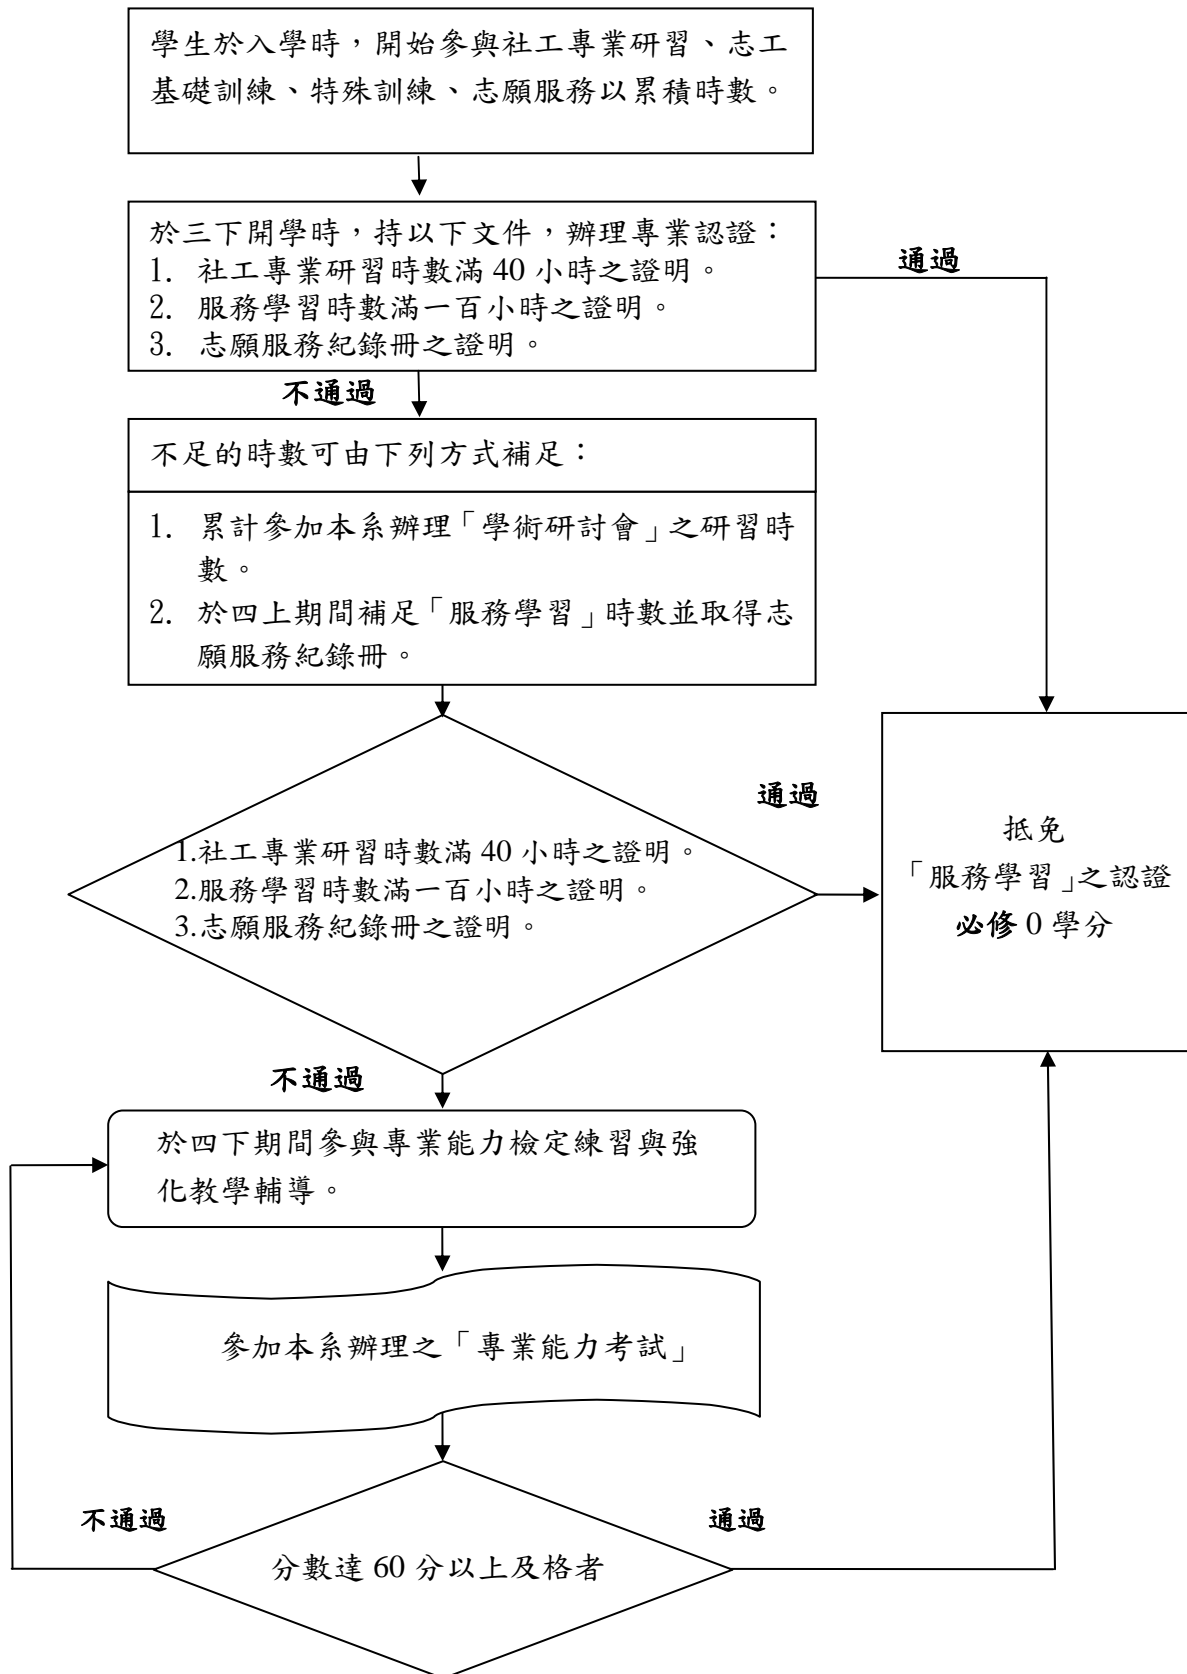 學生於入學時，開始參與社工專業研習、志工
基礎訓練、特殊訓練、志願服務以累積時數。
於三下開學時，持以下文件，辦理專業認證：
1. 社工專業研習時數滿 40 小時之證明。
2. 服務學習時數滿一百小時之證明。
3. 志願服務紀錄冊之證明。
通過
不通過
不足的時數可由下列方式補足：
1. 累計參加本系辦理「學術研討會」之研習時
數。
2. 於四上期間補足「服務學習」時數並取得志
願服務紀錄冊。
通過
1.社工專業研習時數滿 40 小時之證明。
2.服務學習時數滿一百小時之證明。
3.志願服務紀錄冊之證明。
抵免
「服務學習」之認證
必修 0 學分
不通過
於四下期間參與專業能力檢定練習與強
化教學輔導。
參加本系辦理之「專業能力考試」
不通過
通過
分數達 60 分以上及格者